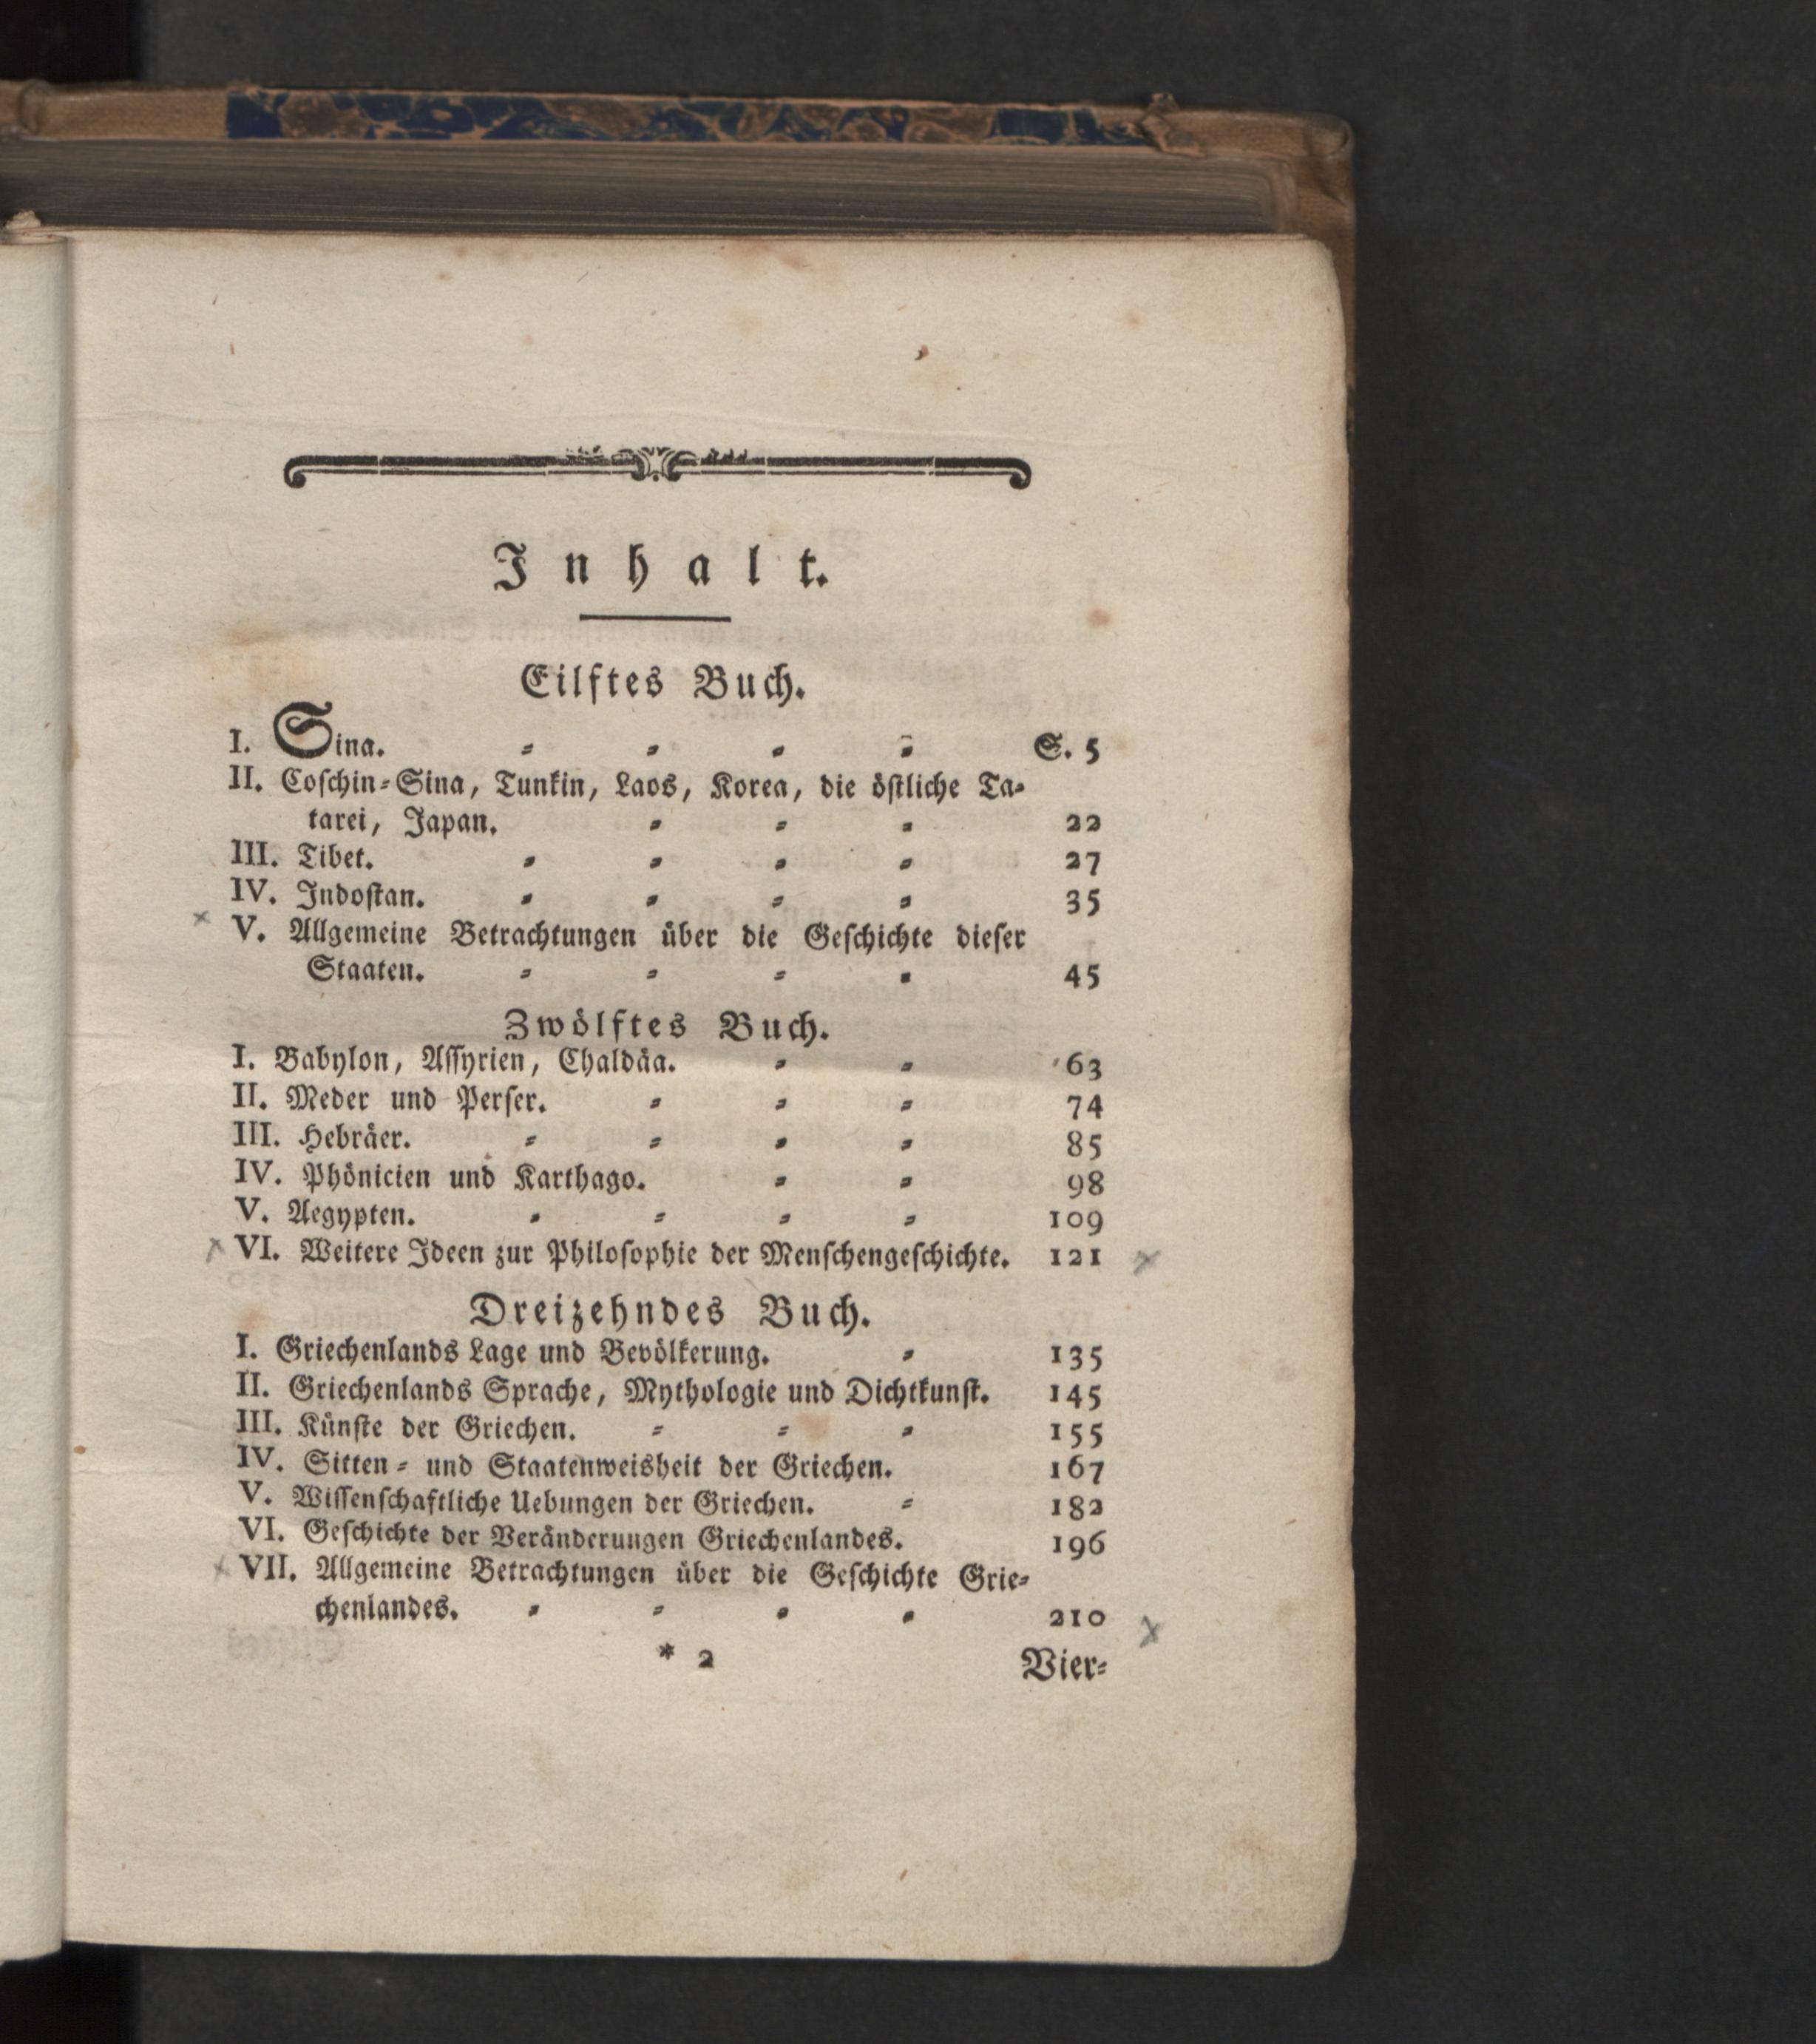 Inhalt.
Eilftes Buch.
I. Sina. = = = = S. 5
II. Coſchin=Sina, Tunkin, Laos, Korea, die öſtliche Ta=
tarei, Japan. = = = 22
III. Tibet. = = = = 27
IV. Indoſtan. = = = = 35
V. Allgemeine Betrachtungen über die Geſchichte dieſer
Staaten. = = = = 45
Zwölftes Buch.
I. Babylon, Aſſyrien, Chaldäa. = = 63
II. Meder und Perſer. = = = 74
III. Hebräer. = = = = 85
IV. Phönicien und Karthago. = = 98
V. Aegypten. = = = = 109
VI. Weitere Ideen zur Philoſophie der Menſchengeſchichte. 121
Dreizehndes Buch.
I. Griechenlands Lage und Bevölkerung. = 135
II. Griechenlands Sprache, Mythologie und Dichtkunſt. 145
III. Künſte der Griechen. = = = 155
IV. Sitten = und Staatenweisheit der Griechen. 167
V. Wiſſenſchaftliche Uebungen der Griechen. = 182
VI. Geſchichte der Veränderungen Griechenlandes. 196
VII. Allgemeine Betrachtungen über die Geſchichte Grie=
chenlandes. = = = = 210
* 2 Vier=